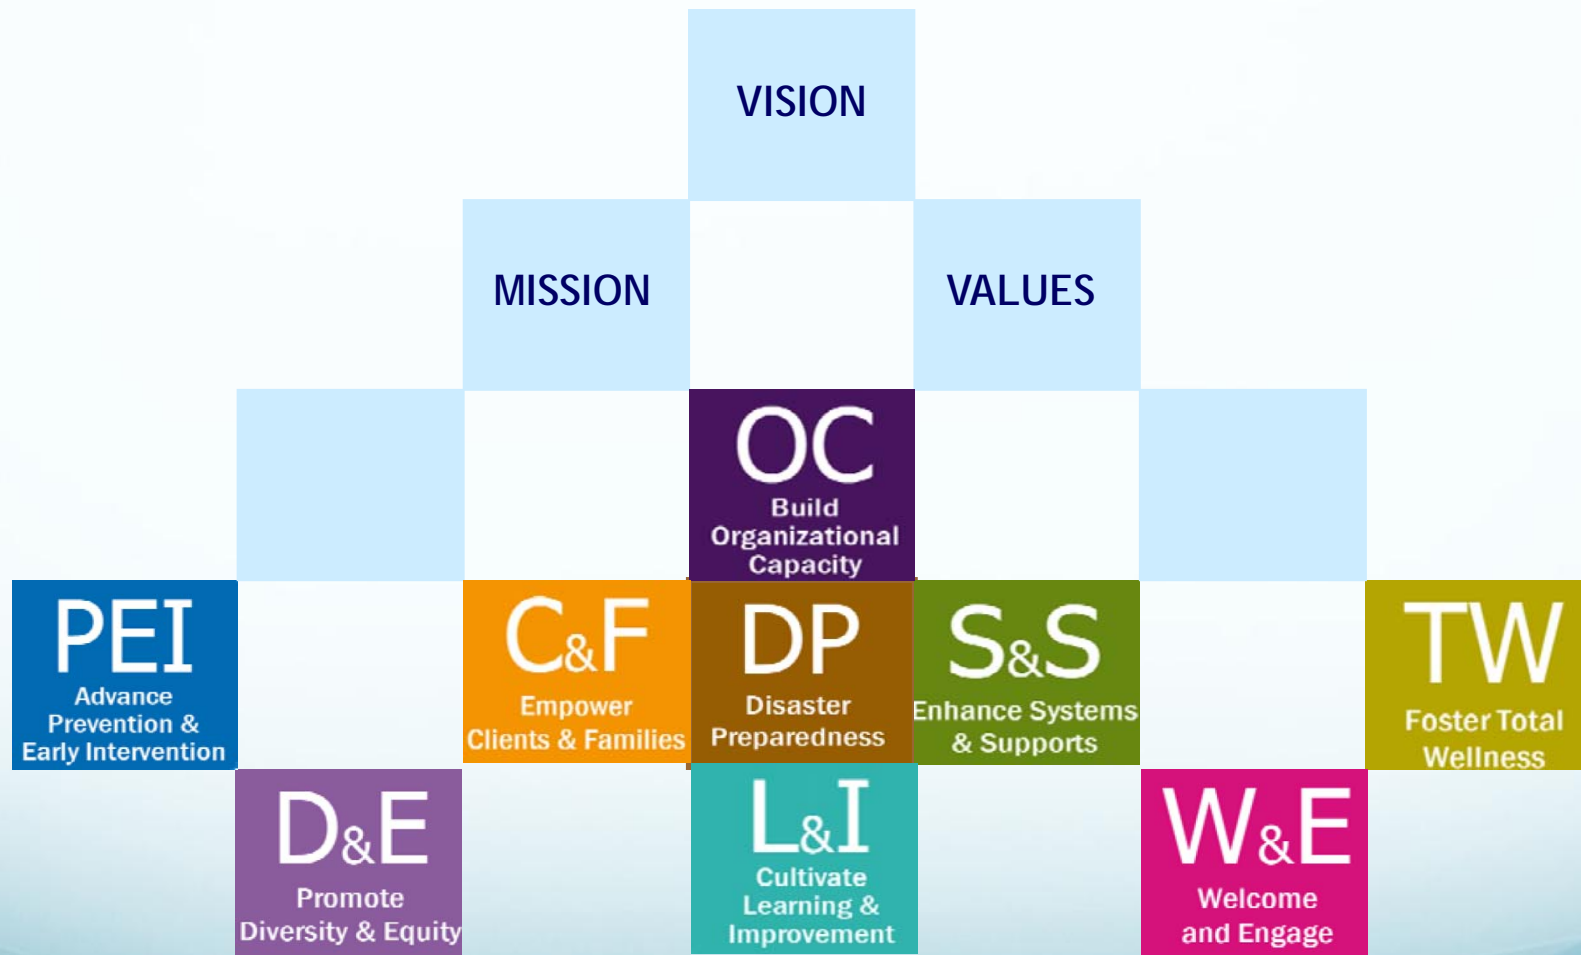 VISION
MISSION
VALUES
OC
Build
Organizational
Capacity
PEI
Advance
Prevention &
Early Intervention
C&F
Empower
Clients & Families
DP
Disaster
Preparedness
S&S
Enhance Systems
& Supports
TW
Foster Total
Wellness
D&E
Promote
Diversity & Equity
L&I
Cultivate
Learning &
Improvement
W&E
Welcome
and Engage